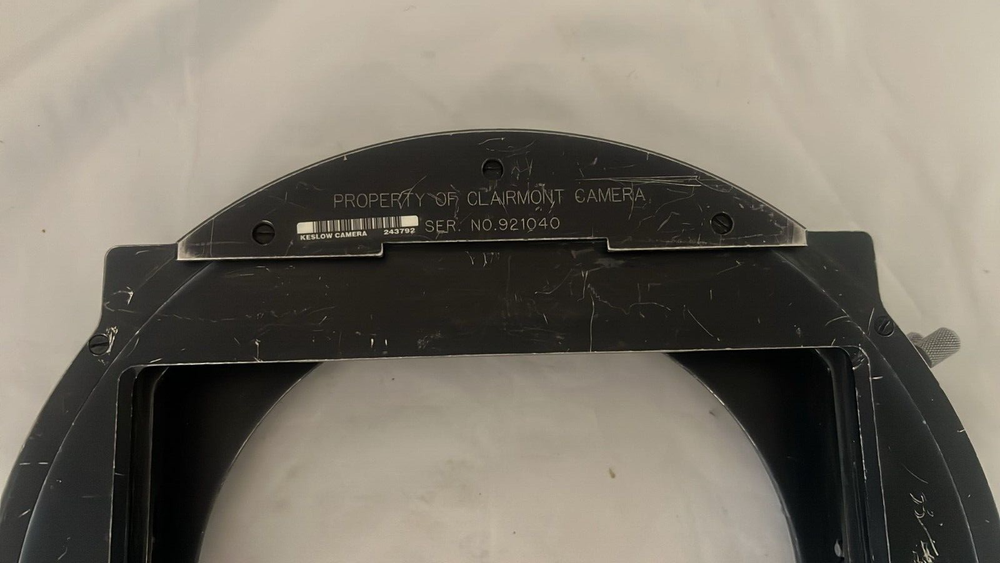 PROPERTY OF CLAIRMONT CAMERA
SER. NO.921040
KESLOW CAMERA 243792